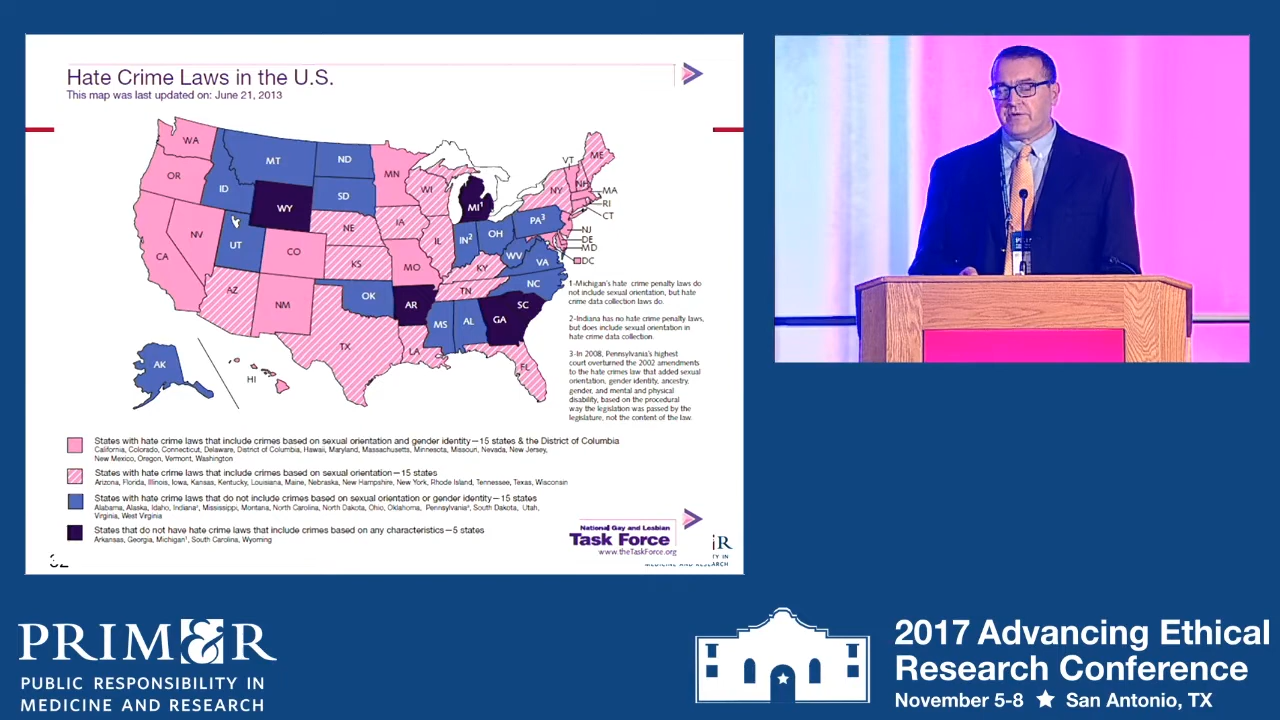 Hate Crime Laws in the U.S.
This map was last updated on: June 21, 2013
WA
OR
CA
NV
ID
MT
WY
UT
AZ
CO
NM
ND
SD
NE
KS
OK
TX
MN
IA
MO
AR
LA
WI
IL
MI¹
IN²
OH
KY
TN
MS
AL
GA
FL
SC
NC
VA
WV
PA³
NY
VT
NH
ME
MA
RI
CT
NJ
DE
MD
DC
AK
HI
1-Michigan's hate crime penalty laws do
not include sexual orientation, but hate
crime data collection laws do.
2-Indiana has no hate crime penalty laws,
but does include sexual orientation in
hate crime data collection
3-In 2008, Pennsylvania's highest
court overturned the 2002 amendments
to the hate crimes law that added sexual
orientation, gender identity, ancestry,
gender, and mental and physical
disability, based on the procedural
way the legislation was passed by the
legislature, not the content of the law.
States with hate crime laws that include crimes based on sexual orientation and gender identity—15 states & the District of Columbia
California, Colorado, Connecticut, Delaware, District of Columbia, Hawaii, Maryland, Massachusetts, Minnesota, Missouri, Nevada, New Jersey,
New Mexico, Oregon, Vermont, Washington
States with hate crime laws that include crimes based on sexual orientation—15 states
Arizona, Florida, Illinois, Iowa, Kansas, Kentucky, Louisiana, Maine, Nebraska, New Hampshire, New York, Rhode Island, Tennessee, Texas, Wisconsin
States with hate crime laws that do not include crimes based on sexual orientation or gender identity—15 states
Alabama, Alaska, Idaho, Indiana², Mississippi, Montana, North Carolina, North Dakota, Ohio, Oklahoma, Pennsylvania³, South Dakota, Utah,
Virginia, West Virginia
States that do not have hate crime laws that include crimes based on any characteristics—5 states
Arkansas, Georgia, Michigan¹, South Carolina, Wyoming
National Gay and Lesbian
Task Force
www.theTaskForce.org
MEDICINE AND RESEARCH
PRIM&R
PUBLIC RESPONSIBILITY IN
MEDICINE AND RESEARCH
2017 Advancing Ethical
Research Conference
November 5-8 ★ San Antonio, TX